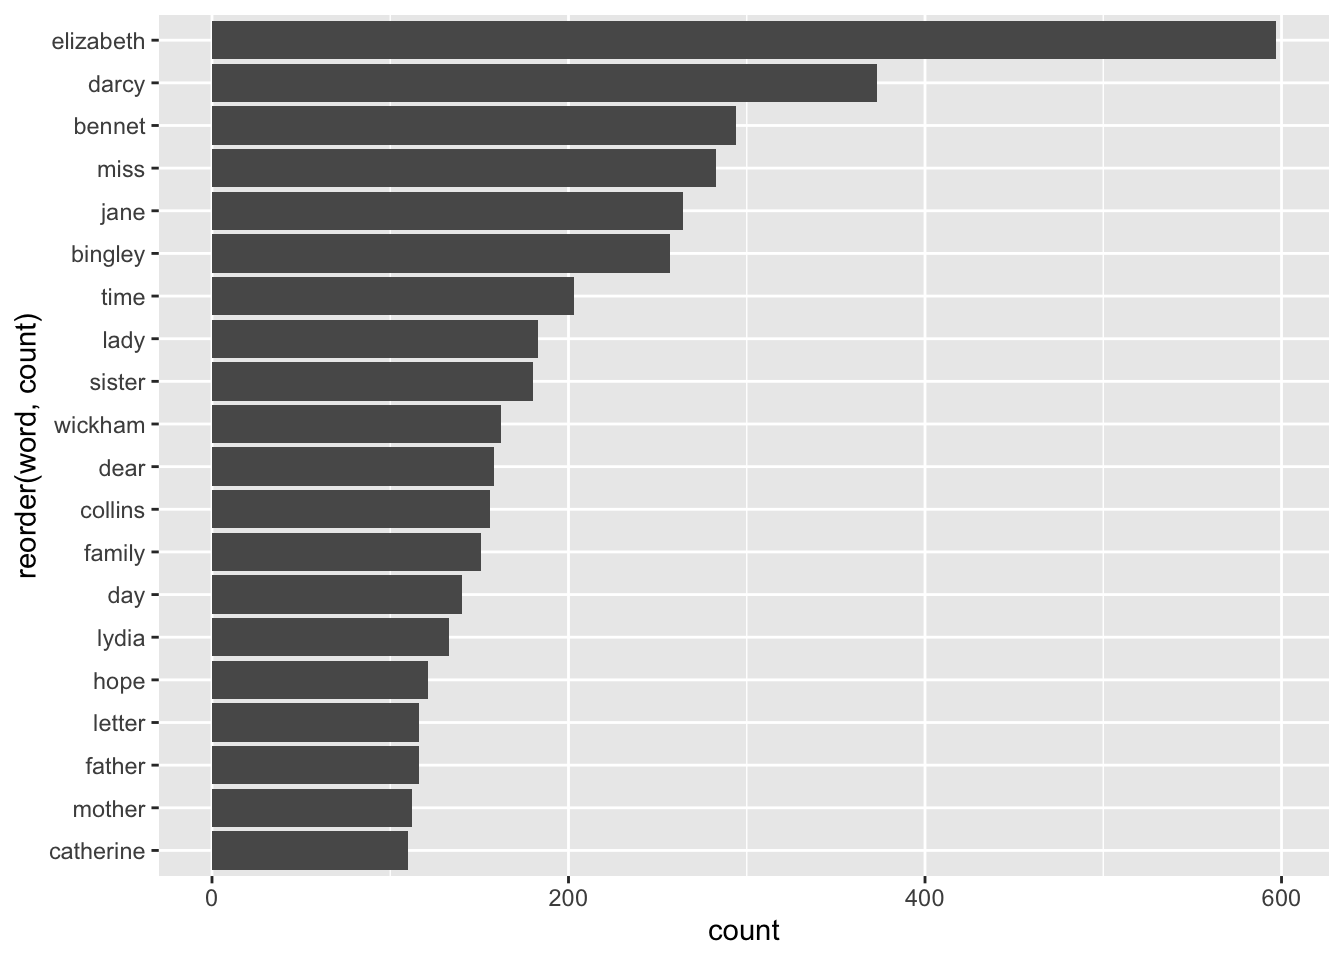 elizabeth
darcy
bennet
miss
jane
bingley
time
lady
sister
wickham
dear
collins
family
day
lydia
hope
letter
father
mother
catherine
reorder(word, count)
0 200 400 600
count